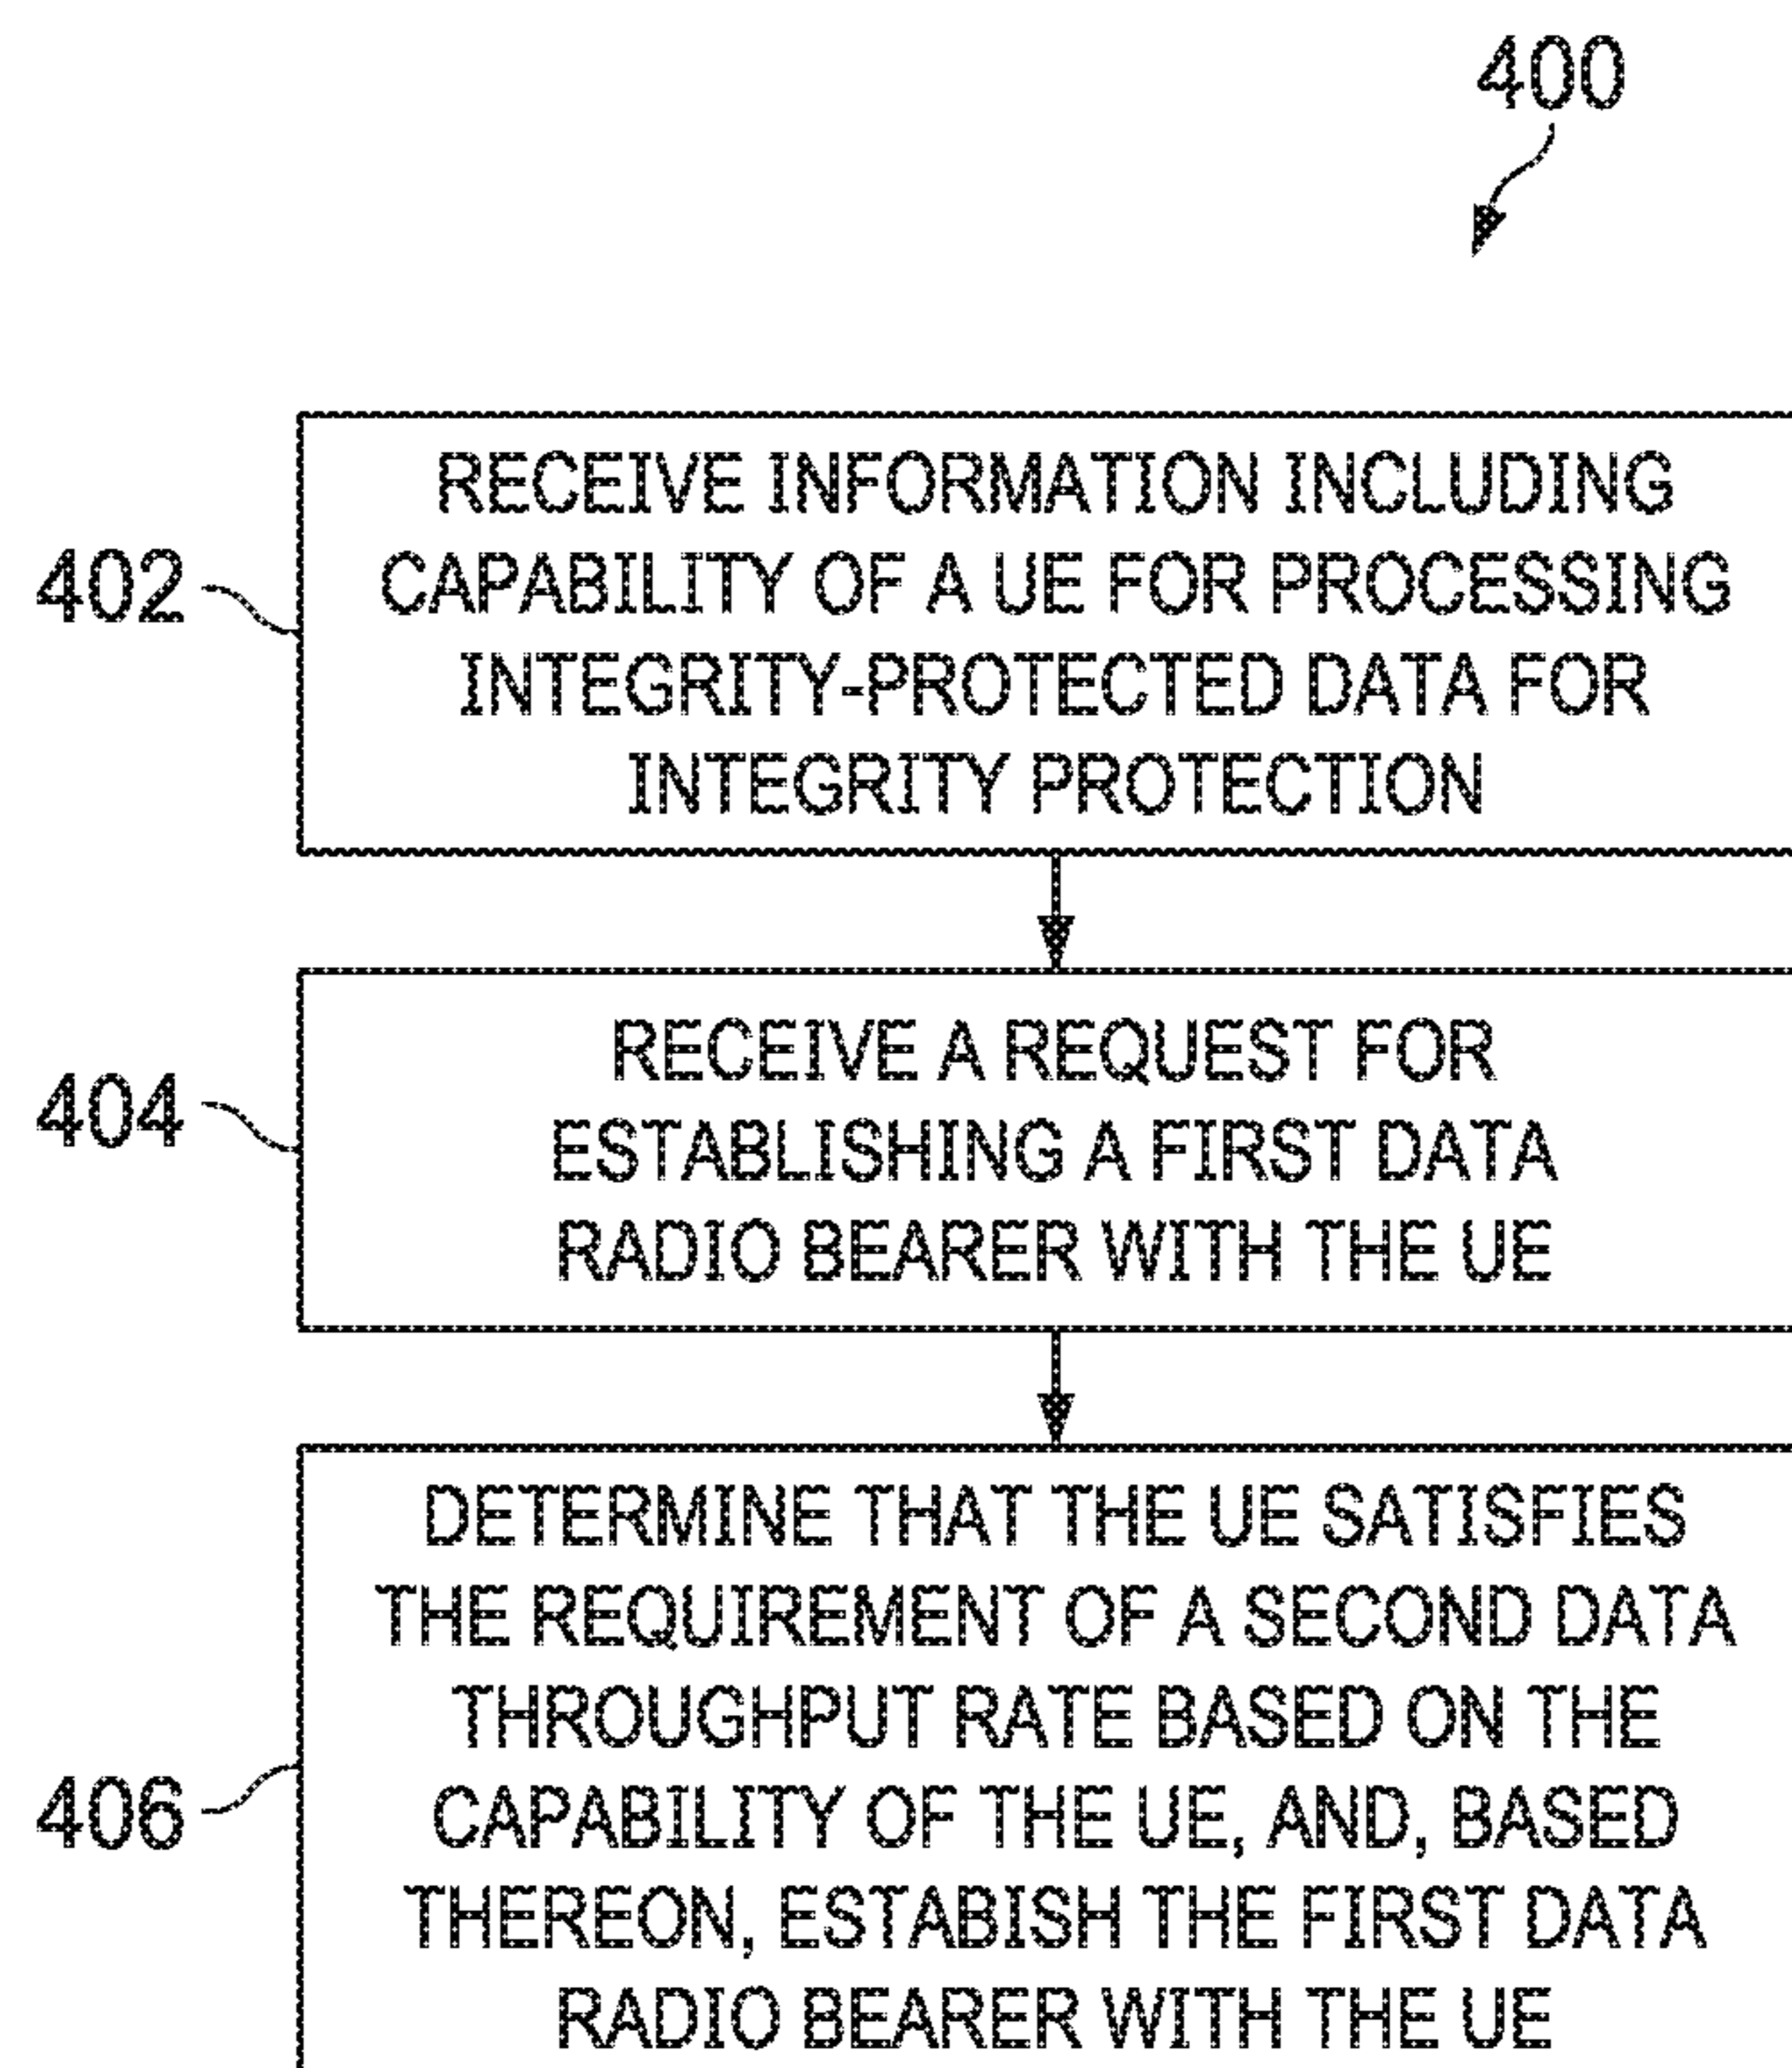 400
402
RECEIVE INFORMATION INCLUDING
CAPABILITY OF A UE FOR PROCESSING
INTEGRITY-PROTECTED DATA FOR
INTEGRITY PROTECTION
404
RECEIVE A REQUEST FOR
ESTABLISHING A FIRST DATA
RADIO BEARER WITH THE UE
406
DETERMINE THAT THE UE SATISFIES
THE REQUIREMENT OF A SECOND DATA
THROUGHPUT RATE BASED ON THE
CAPABILITY OF THE UE, AND, BASED
THEREON, ESTABISH THE FIRST DATA
RADIO BEARER WITH THE UE